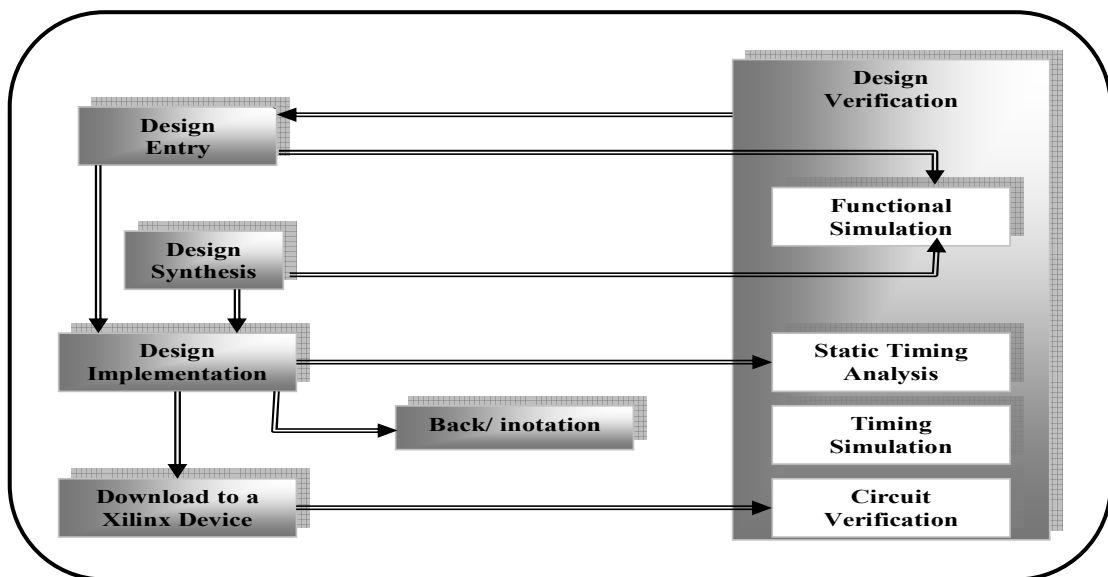 Design
Verification
Design
Entry
Functional
Simulation
Design
Synthesis
Design
Implementation
Static Timing
Analysis
Back/ inotation
Timing
Simulation
Download to a
Xilinx Device
Circuit
Verification